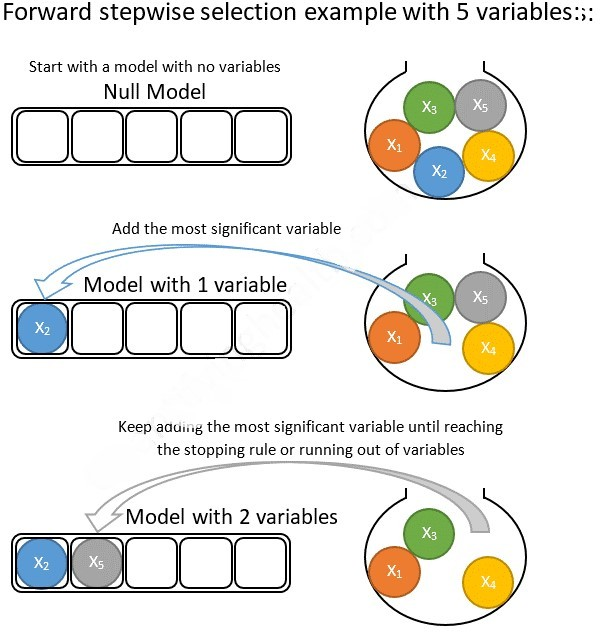 Forward stepwise selection example with 5 variables:::
Start with a model with no variables
Null Model
X3 X5
X1 X4
X2
Add the most significant variable
Model with 1 variable
X2
X3 X5
X1 X4
Keep adding the most significant variable until reaching
the stopping rule or running out of variables
Model with 2 variables
X2 X5
X3
X1 X4